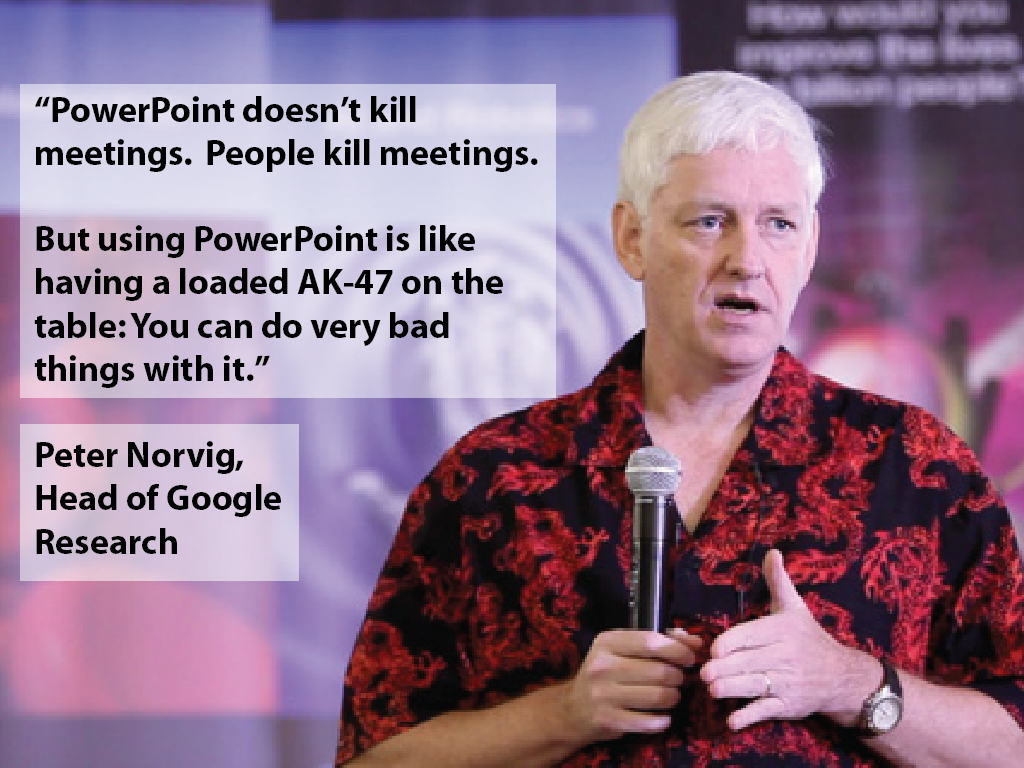 How would you
improve the lives
billion people?
“PowerPoint doesn’t kill
meetings.  People kill meetings.
But using PowerPoint is like
having a loaded AK-47 on the
table: You can do very bad
things with it.”
Peter Norvig,
Head of Google
Research